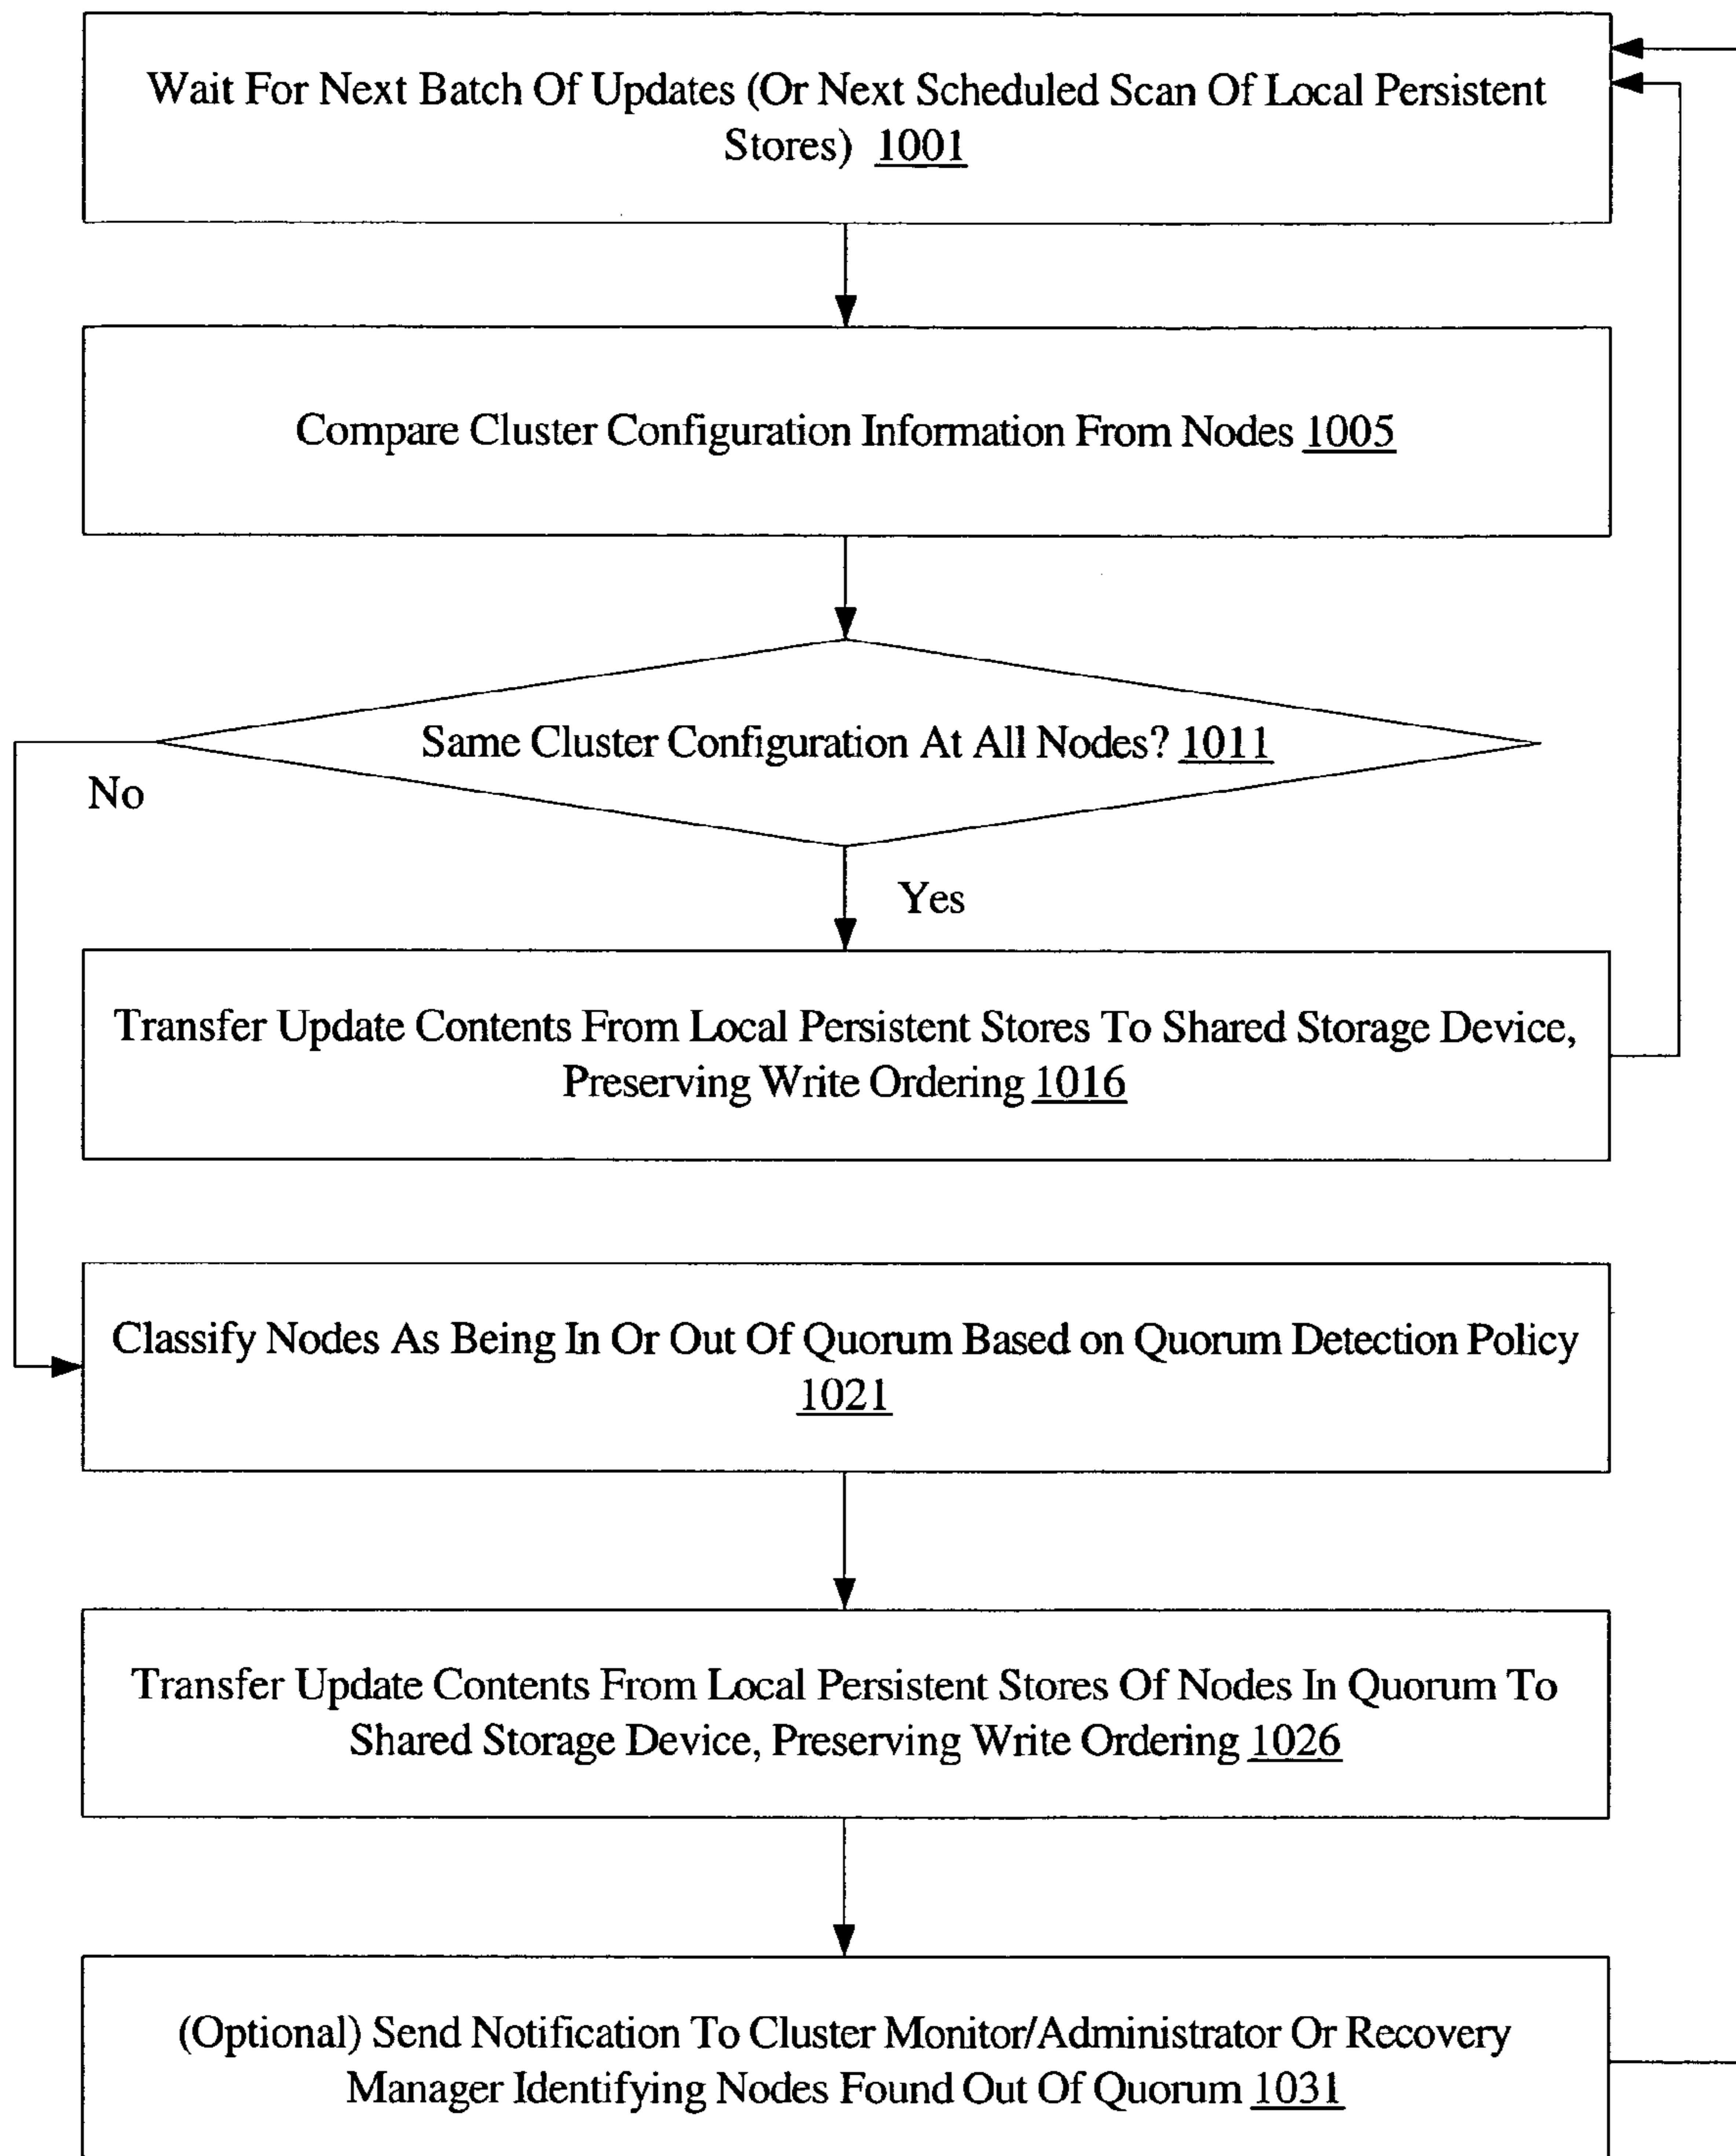 Wait For Next Batch Of Updates (Or Next Scheduled Scan Of Local Persistent
Stores) 1001
Compare Cluster Configuration Information From Nodes 1005
Same Cluster Configuration At All Nodes? 1011
No
Yes
Transfer Update Contents From Local Persistent Stores To Shared Storage Device,
Preserving Write Ordering 1016
Classify Nodes As Being In Or Out Of Quorum Based on Quorum Detection Policy
1021
Transfer Update Contents From Local Persistent Stores Of Nodes In Quorum To
Shared Storage Device, Preserving Write Ordering 1026
(Optional) Send Notification To Cluster Monitor/Administrator Or Recovery
Manager Identifying Nodes Found Out Of Quorum 1031